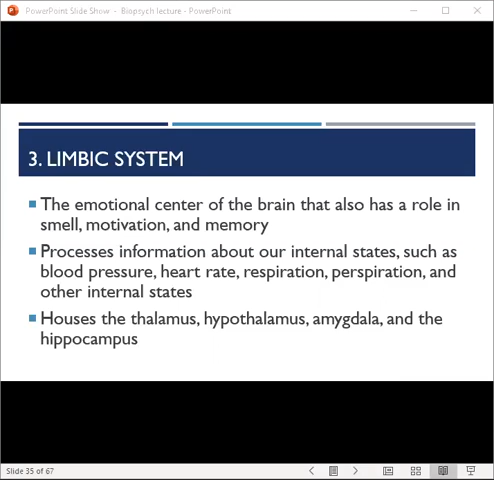 PowerPoint Slide Show - Biopsych lecture - PowerPoint
3. LIMBIC SYSTEM
The emotional center of the brain that also has a role in
smell, motivation, and memory
Processes information about our internal states, such as
blood pressure, heart rate, respiration, perspiration, and
other internal states
Houses the thalamus, hypothalamus, amygdala, and the
hippocampus
Slide 35 of 67